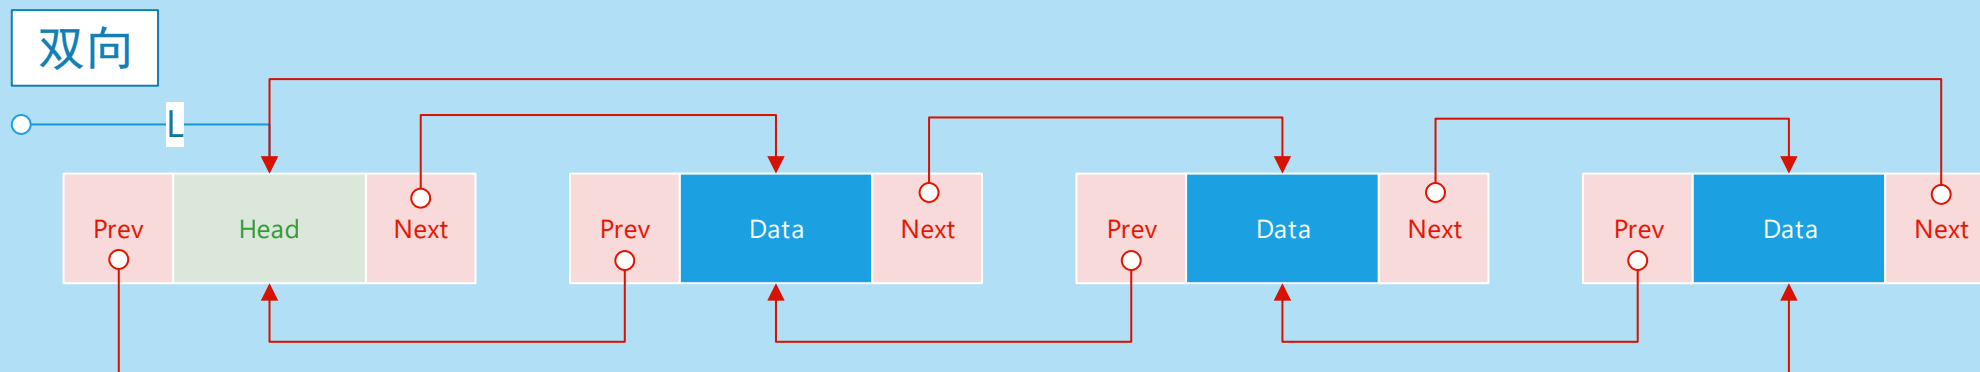 双向
L
Prev Head Next Prev Data Next Prev Data Next Prev Data Next